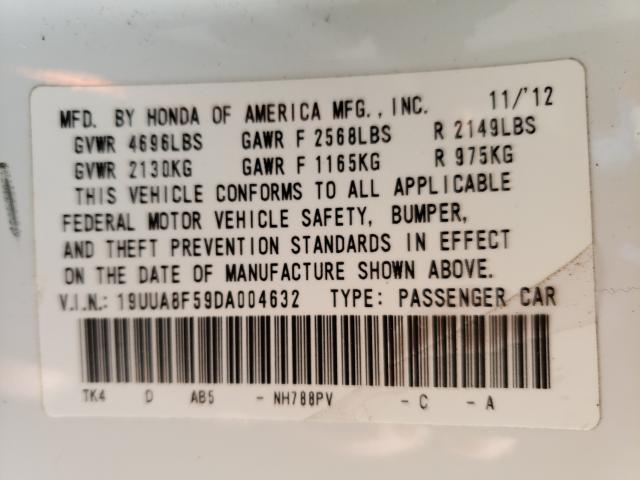 MFD. BY HONDA OF AMERICA MFG., INC. 11/'12
GVWR 4696LBS GAWR F 2568LBS R 2149LBS
GVWR 2130KG GAWR F 1165KG R 975KG
THIS VEHICLE CONFORMS TO ALL APPLICABLE
FEDERAL MOTOR VEHICLE SAFETY, BUMPER,
AND THEFT PREVENTION STANDARDS IN EFFECT
ON THE DATE OF MANUFACTURE SHOWN ABOVE.
V.I.N.: 19UUA8F59DA004632 TYPE: PASSENGER CAR
TK4 D AB5 - NH788PV - C - A